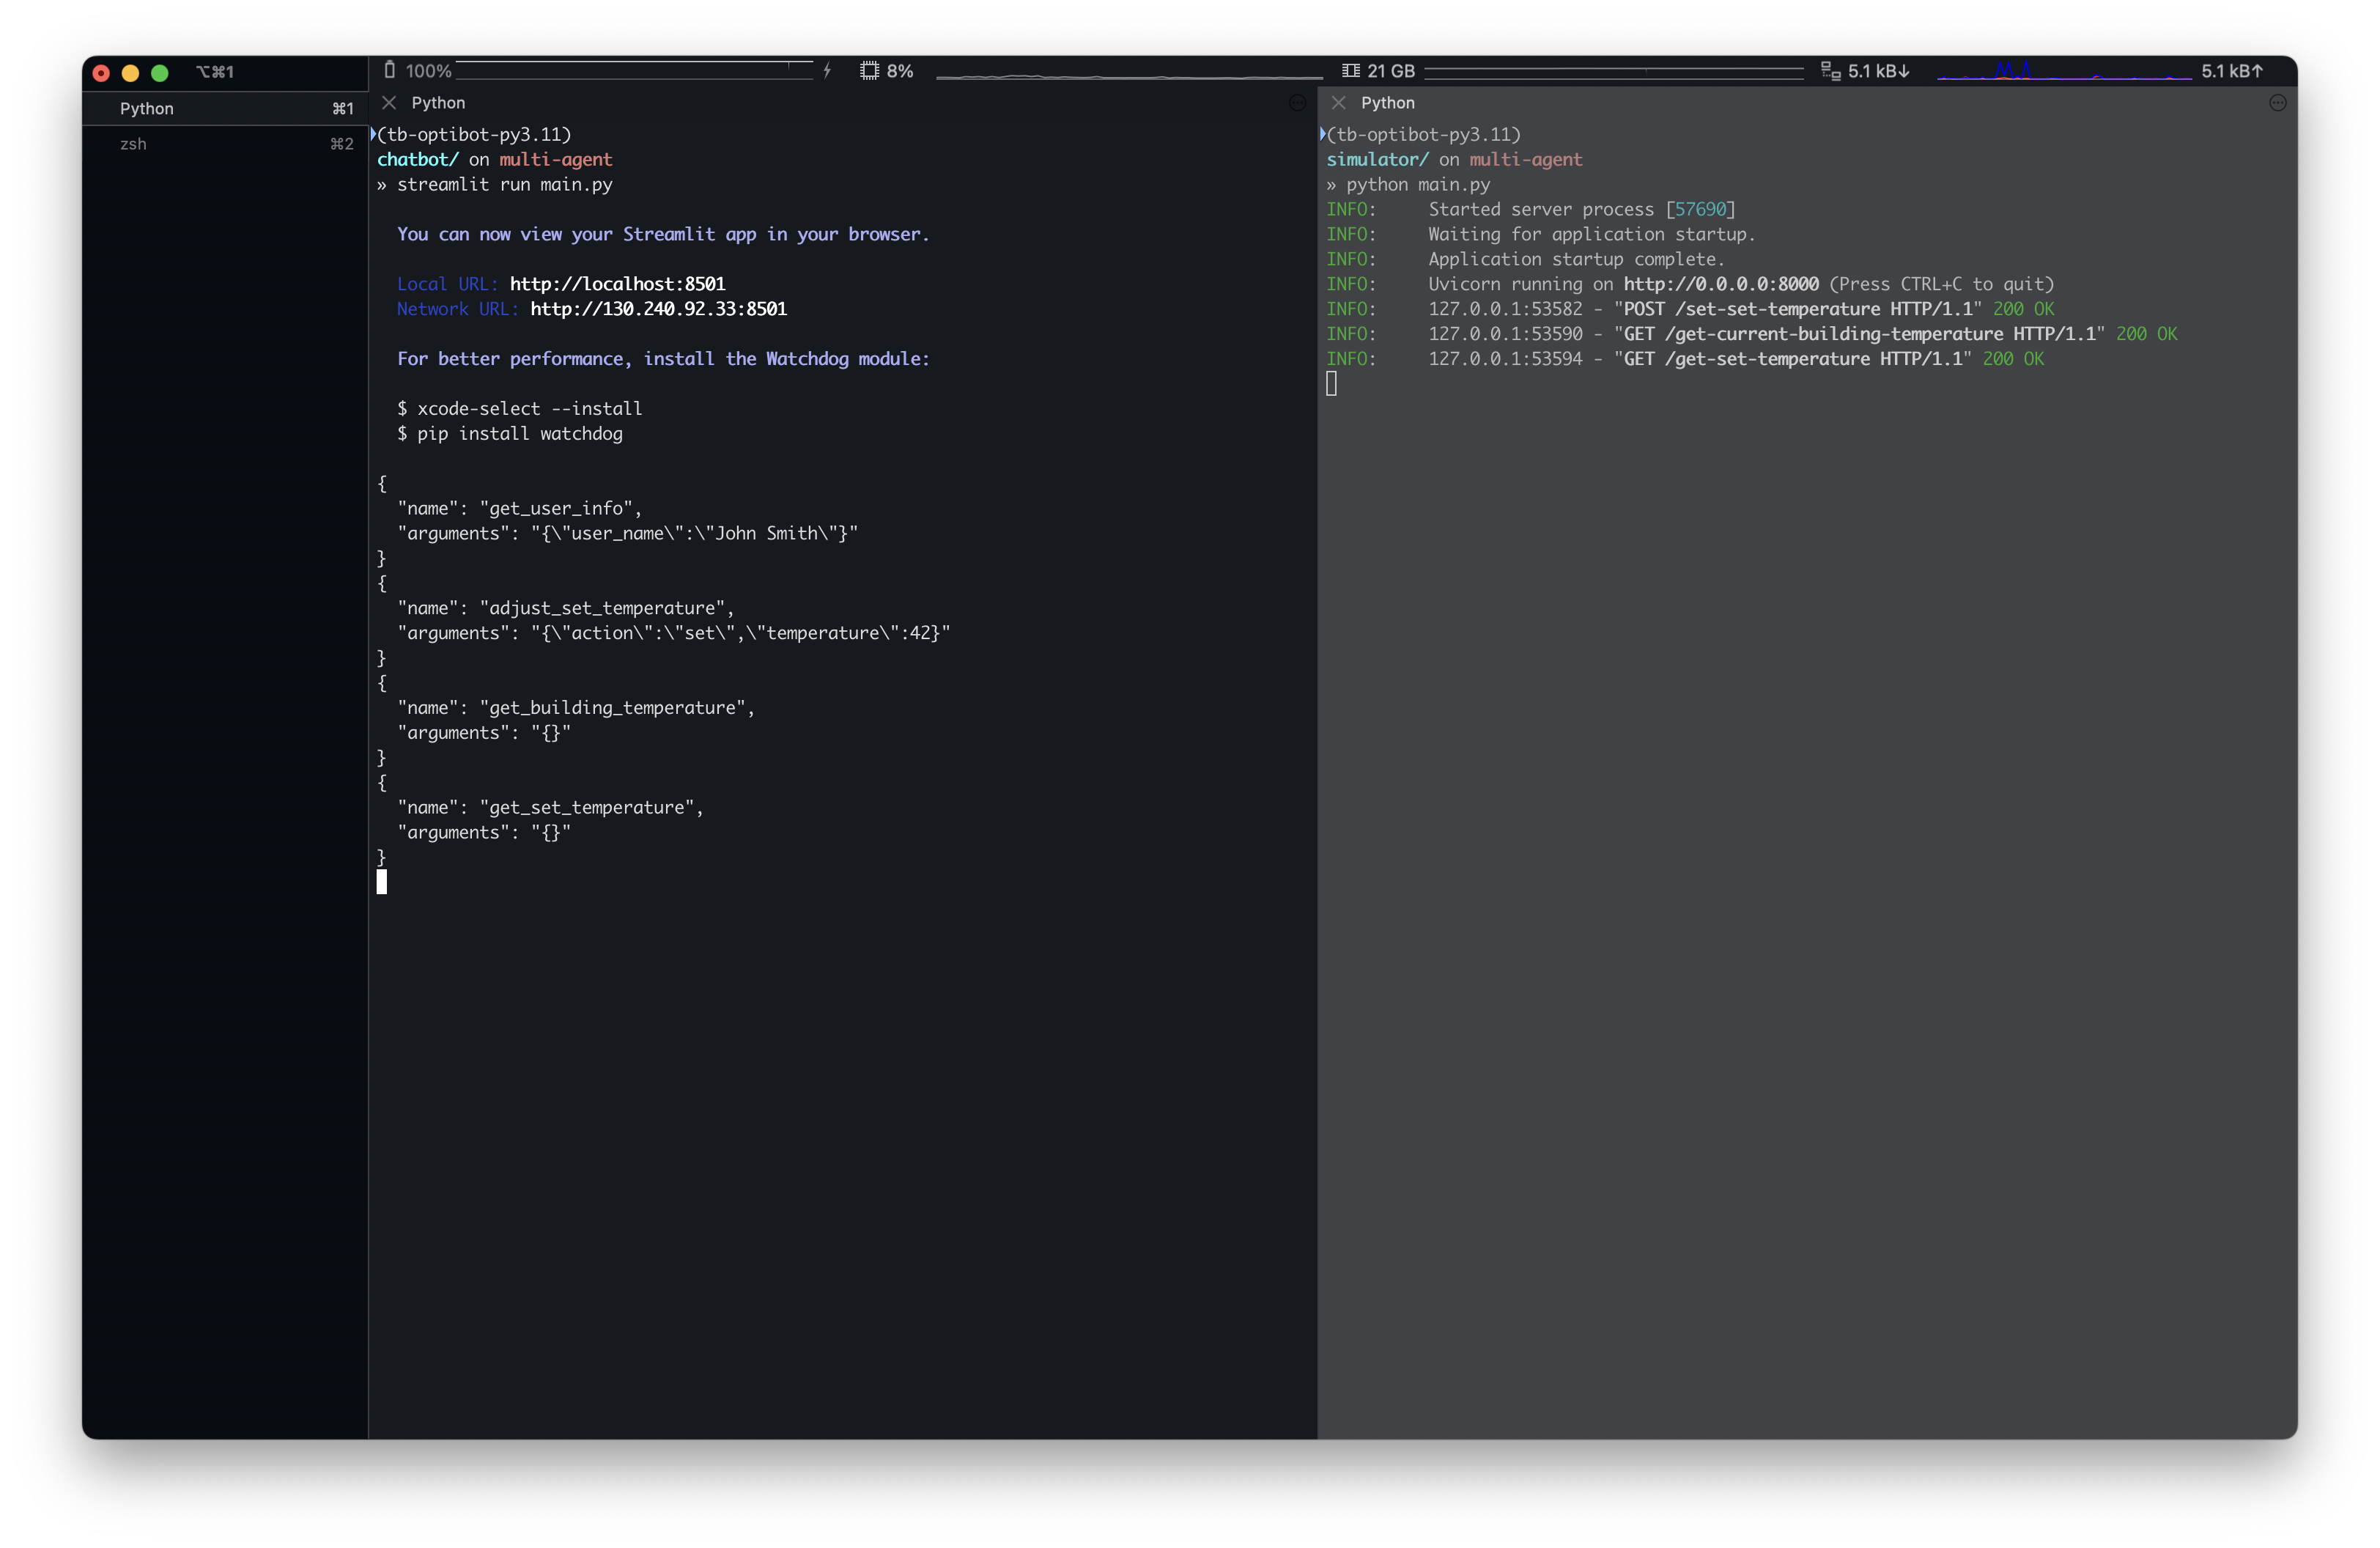 ⌥⌘1
100% 8% 21 GB 5.1 kB↓ 5.1 kB↑
Python ⌘1
zsh ⌘2
Python
(tb-optibot-py3.11)
chatbot/ on multi-agent
» streamlit run main.py
You can now view your Streamlit app in your browser.
Local URL: http://localhost:8501
Network URL: http://130.240.92.33:8501
For better performance, install the Watchdog module:
$ xcode-select --install
$ pip install watchdog
{
"name": "get_user_info",
"arguments": "{\"user_name\":\"John Smith\"}"
}
{
"name": "adjust_set_temperature",
"arguments": "{\"action\":\"set\",\"temperature\":42}"
}
{
"name": "get_building_temperature",
"arguments": "{}"
}
{
"name": "get_set_temperature",
"arguments": "{}"
}
Python
(tb-optibot-py3.11)
simulator/ on multi-agent
» python main.py
INFO:     Started server process [57690]
INFO:     Waiting for application startup.
INFO:     Application startup complete.
INFO:     Uvicorn running on http://0.0.0.0:8000 (Press CTRL+C to quit)
INFO:     127.0.0.1:53582 - "POST /set-set-temperature HTTP/1.1" 200 OK
INFO:     127.0.0.1:53590 - "GET /get-current-building-temperature HTTP/1.1" 200 OK
INFO:     127.0.0.1:53594 - "GET /get-set-temperature HTTP/1.1" 200 OK